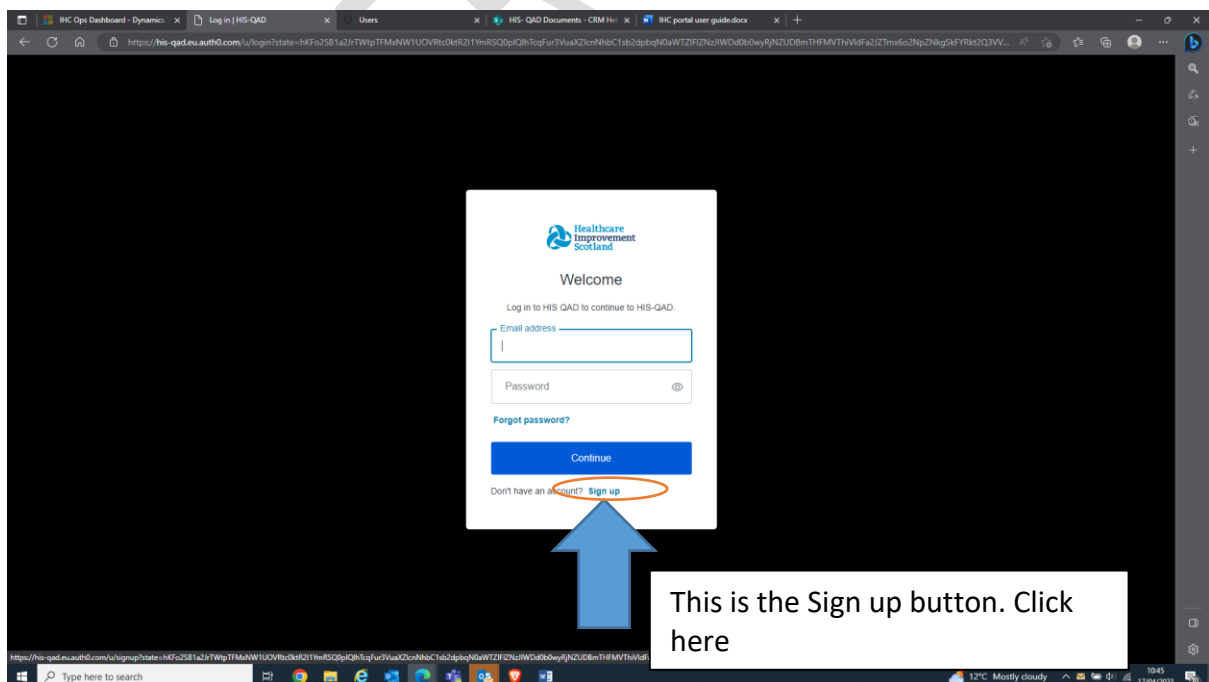 IHC Ops Dashboard - Dynamics
Log in | HIS-QAD
Users
HIS- QAD Documents - CRM Hel
IHC portal user guide.docx
Healthcare
Improvement
Scotland
Welcome
Log in to HIS QAD to continue to HIS-QAD.
Email address
Password
Forgot password?
Continue
Don't have an account? Sign up
This is the Sign up button. Click
here
Type here to search
12°C Mostly cloudy
10:45